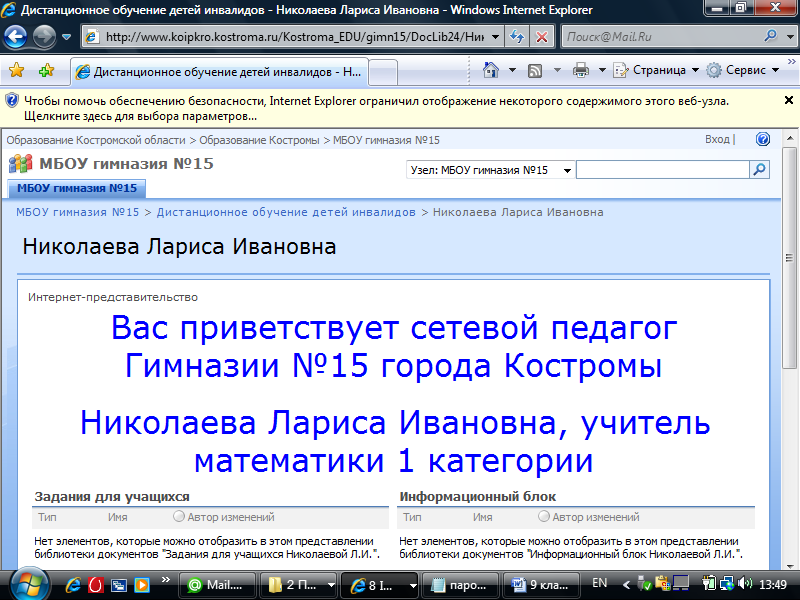 Дистанционное обучение детей инвалидов - Николаева Лариса Ивановна - Windows Internet Explorer
http://www.koipkro.kostroma.ru/Kostroma_EDU/gimn15/DocLib24/Ни
Поиск@Mail.Ru
Дистанционное обучение детей инвалидов - Н...
Страница
Сервис
Чтобы помочь обеспечению безопасности, Internet Explorer ограничил отображение некоторого содержимого этого веб-узла.
Щелкните здесь для выбора параметров...
Образование Костромской области > Образование Костромы > МБОУ гимназия №15
Вход |
МБОУ гимназия №15
Узел: МБОУ гимназия №15
МБОУ гимназия №15
МБОУ гимназия №15 > Дистанционное обучение детей инвалидов > Николаева Лариса Ивановна
Николаева Лариса Ивановна
Интернет-представительство
Вас приветствует сетевой педагог
Гимназии №15 города Костромы
Николаева Лариса Ивановна, учитель
математики 1 категории
Задания для учащихся
Тип Имя Автор изменений
Нет элементов, которые можно отобразить в этом представлении
библиотеки документов "Задания для учащихся Николаевой Л.И.".
Информационный блок
Тип Имя Автор изменений
Нет элементов, которые можно отобразить в этом представлении
библиотеки документов "Информационный блок Николаевой Л.И.".
Mail....
2 П...
8 I...
паро...
9 кла...
EN
13:49